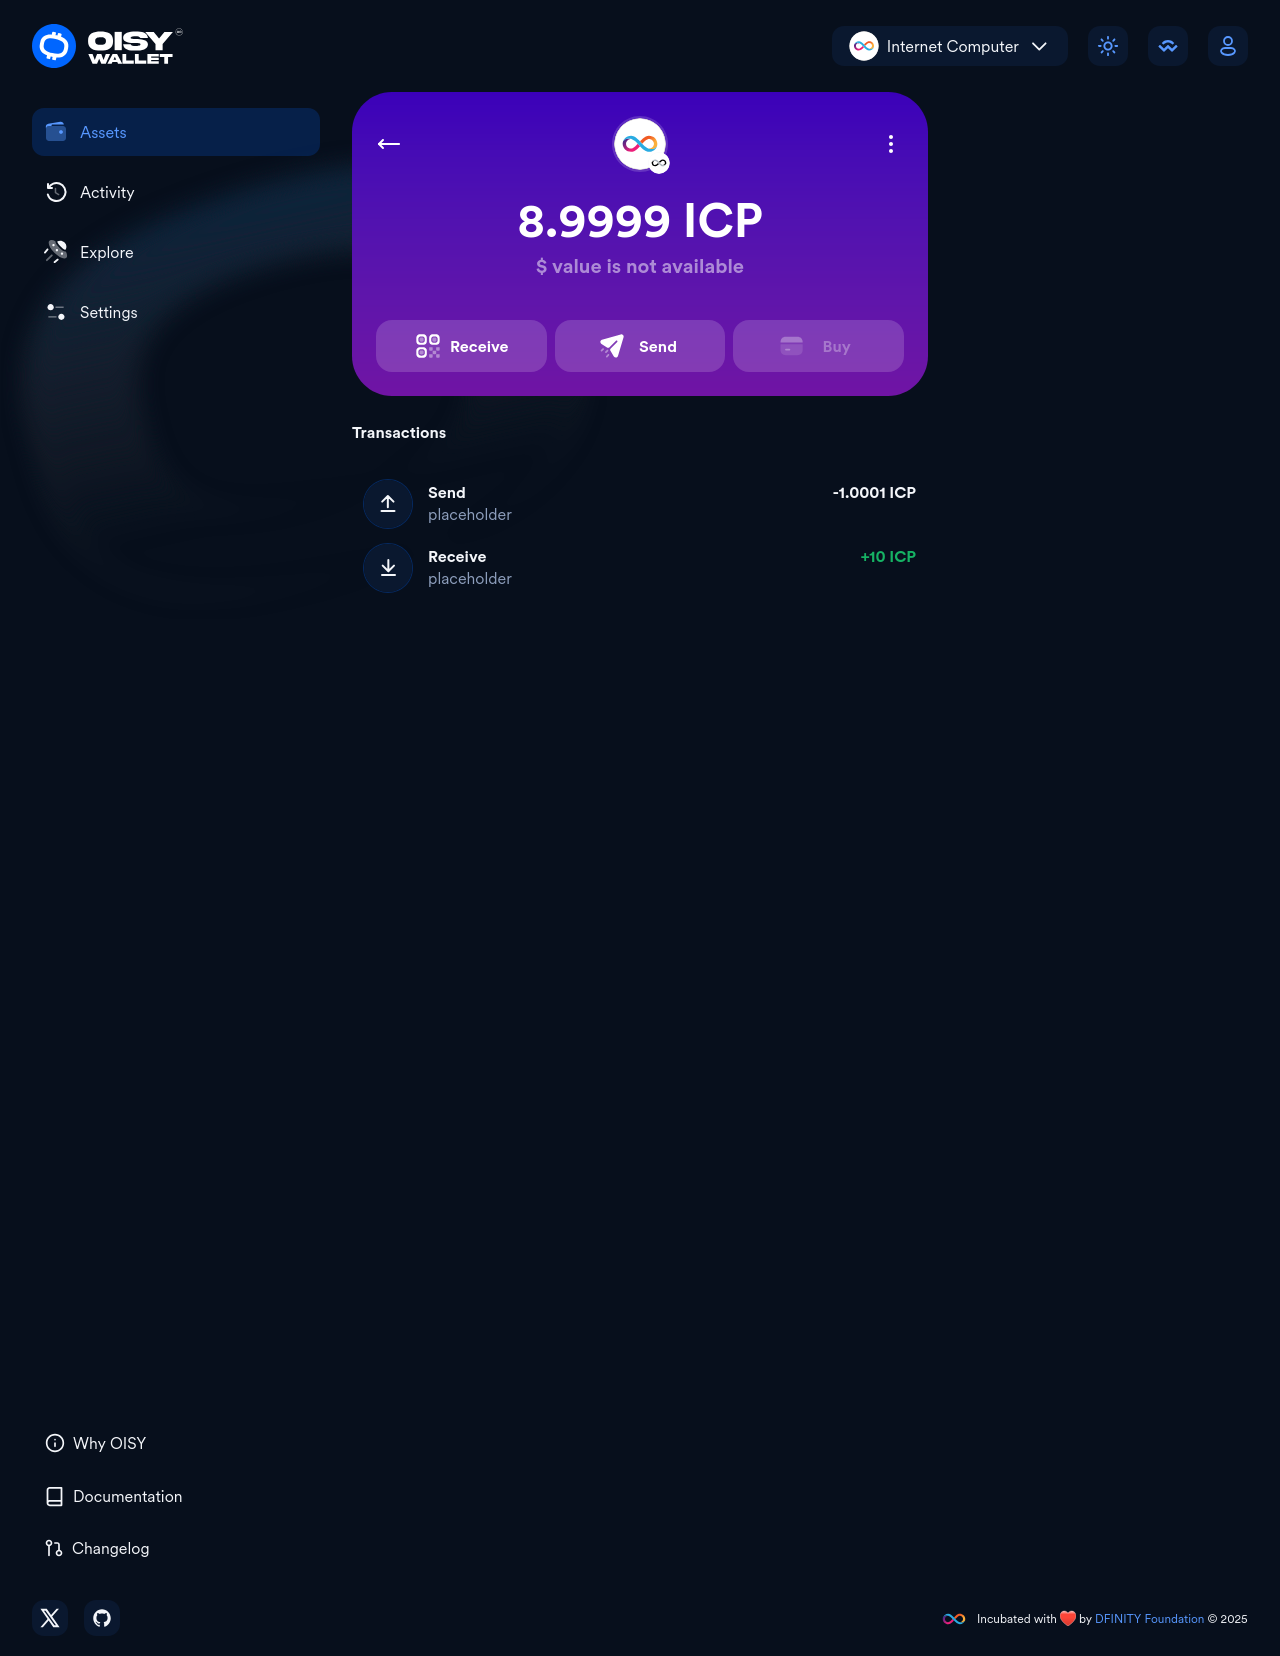 OISY
WALLET
Internet Computer
Assets
Activity
Explore
Settings
8.9999 ICP
$ value is not available
Receive
Send
Buy
Transactions
Send
-1.0001 ICP
placeholder
Receive
+10 ICP
placeholder
Why OISY
Documentation
Changelog
Incubated with ❤️ by DFINITY Foundation © 2025